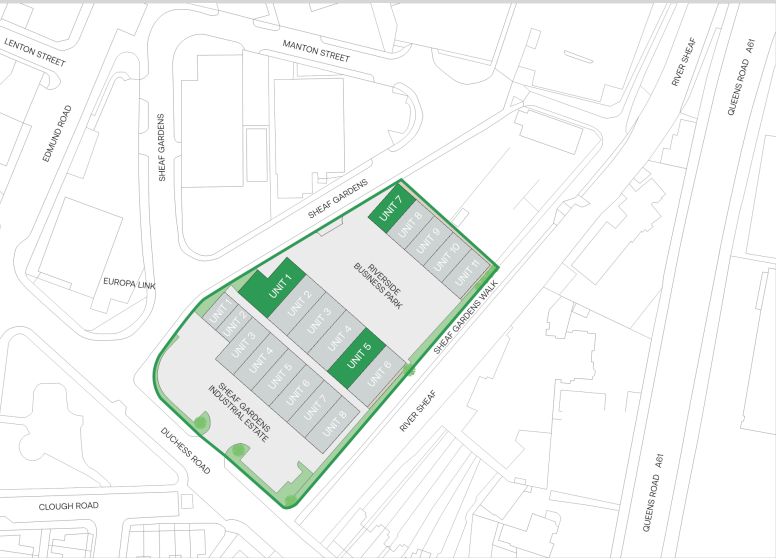 LENTON STREET
MANTON STREET
RIVER SHEAF
QUEENS ROAD A61
EDMUND ROAD
SHEAF GARDENS
SHEAF GARDENS
UNIT 7
UNIT 8
UNIT 9
UNIT 10
UNIT 11
EUROPA LINK
RIVERSIDE
BUSINESS PARK
SHEAF GARDENS WALK
UNIT 1
UNIT 2
UNIT 3
UNIT 4
UNIT 5
UNIT 6
UNIT 1
UNIT 2
UNIT 3
UNIT 4
UNIT 5
UNIT 6
UNIT 7
UNIT 8
SHEAF GARDENS
INDUSTRIAL ESTATE
RIVER SHEAF
DUCHESS ROAD
CLOUGH ROAD
QUEENS ROAD A61